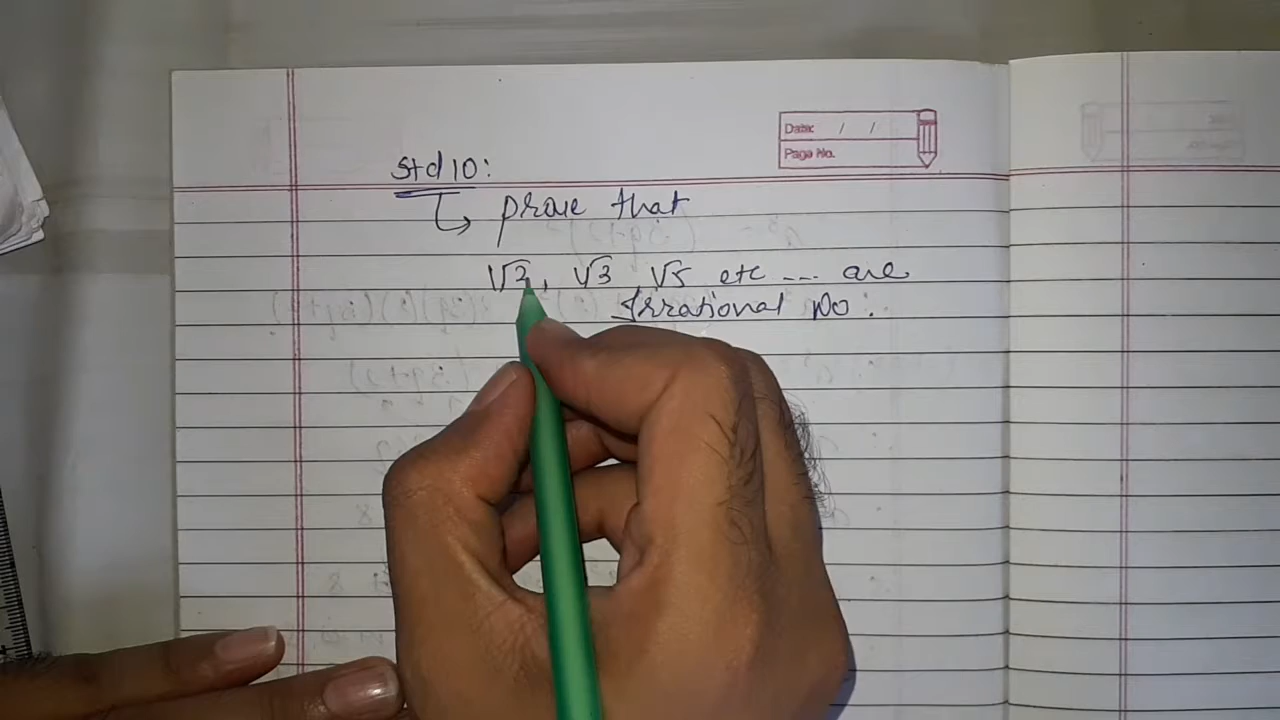 Date: / /
Page No.
Std 10:
↳ prove that
√2, √3, √5 etc ... are
Irrational No.